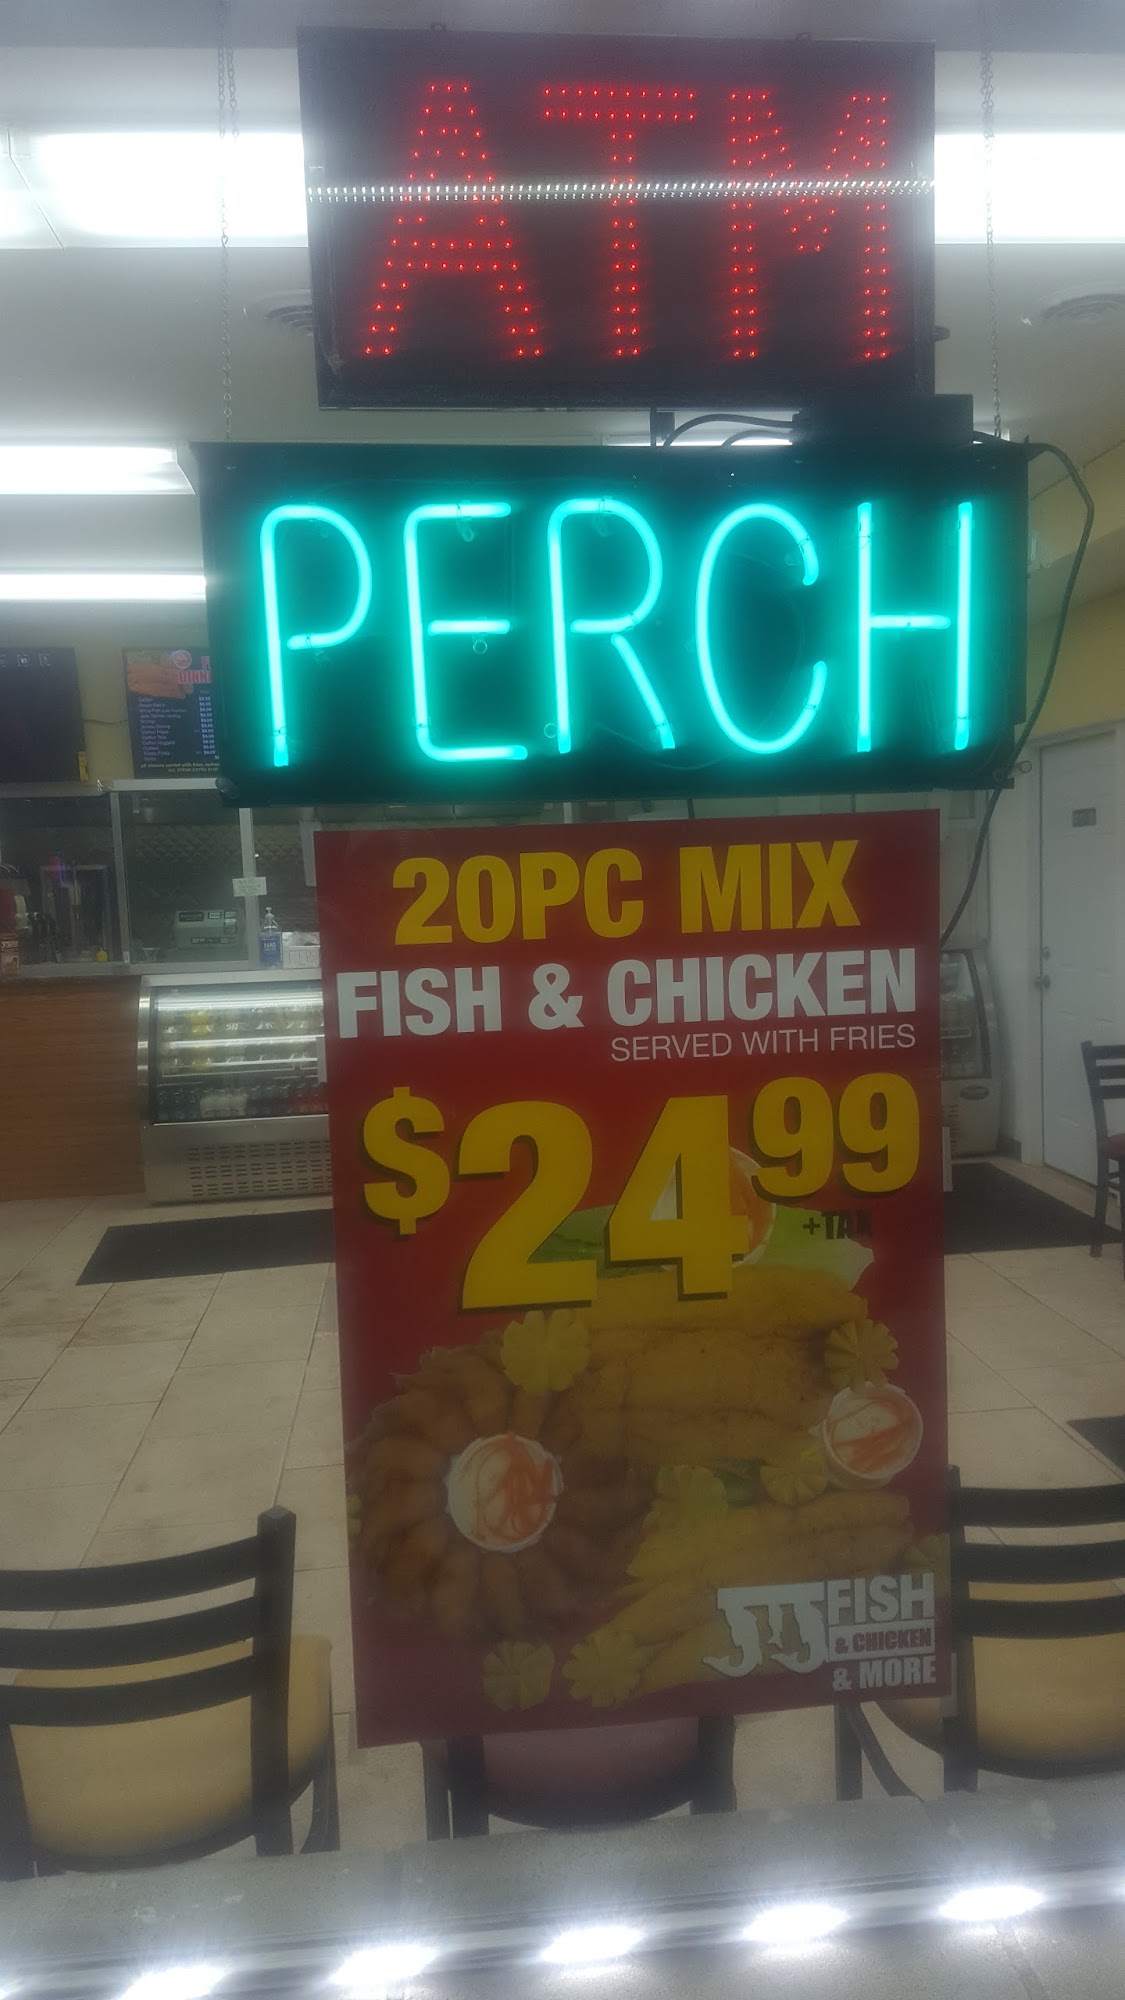 ATM
PERCH
20PC MIX
FISH & CHICKEN
SERVED WITH FRIES
$24 99
+TAX
JJ FISH
& CHICKEN
& MORE